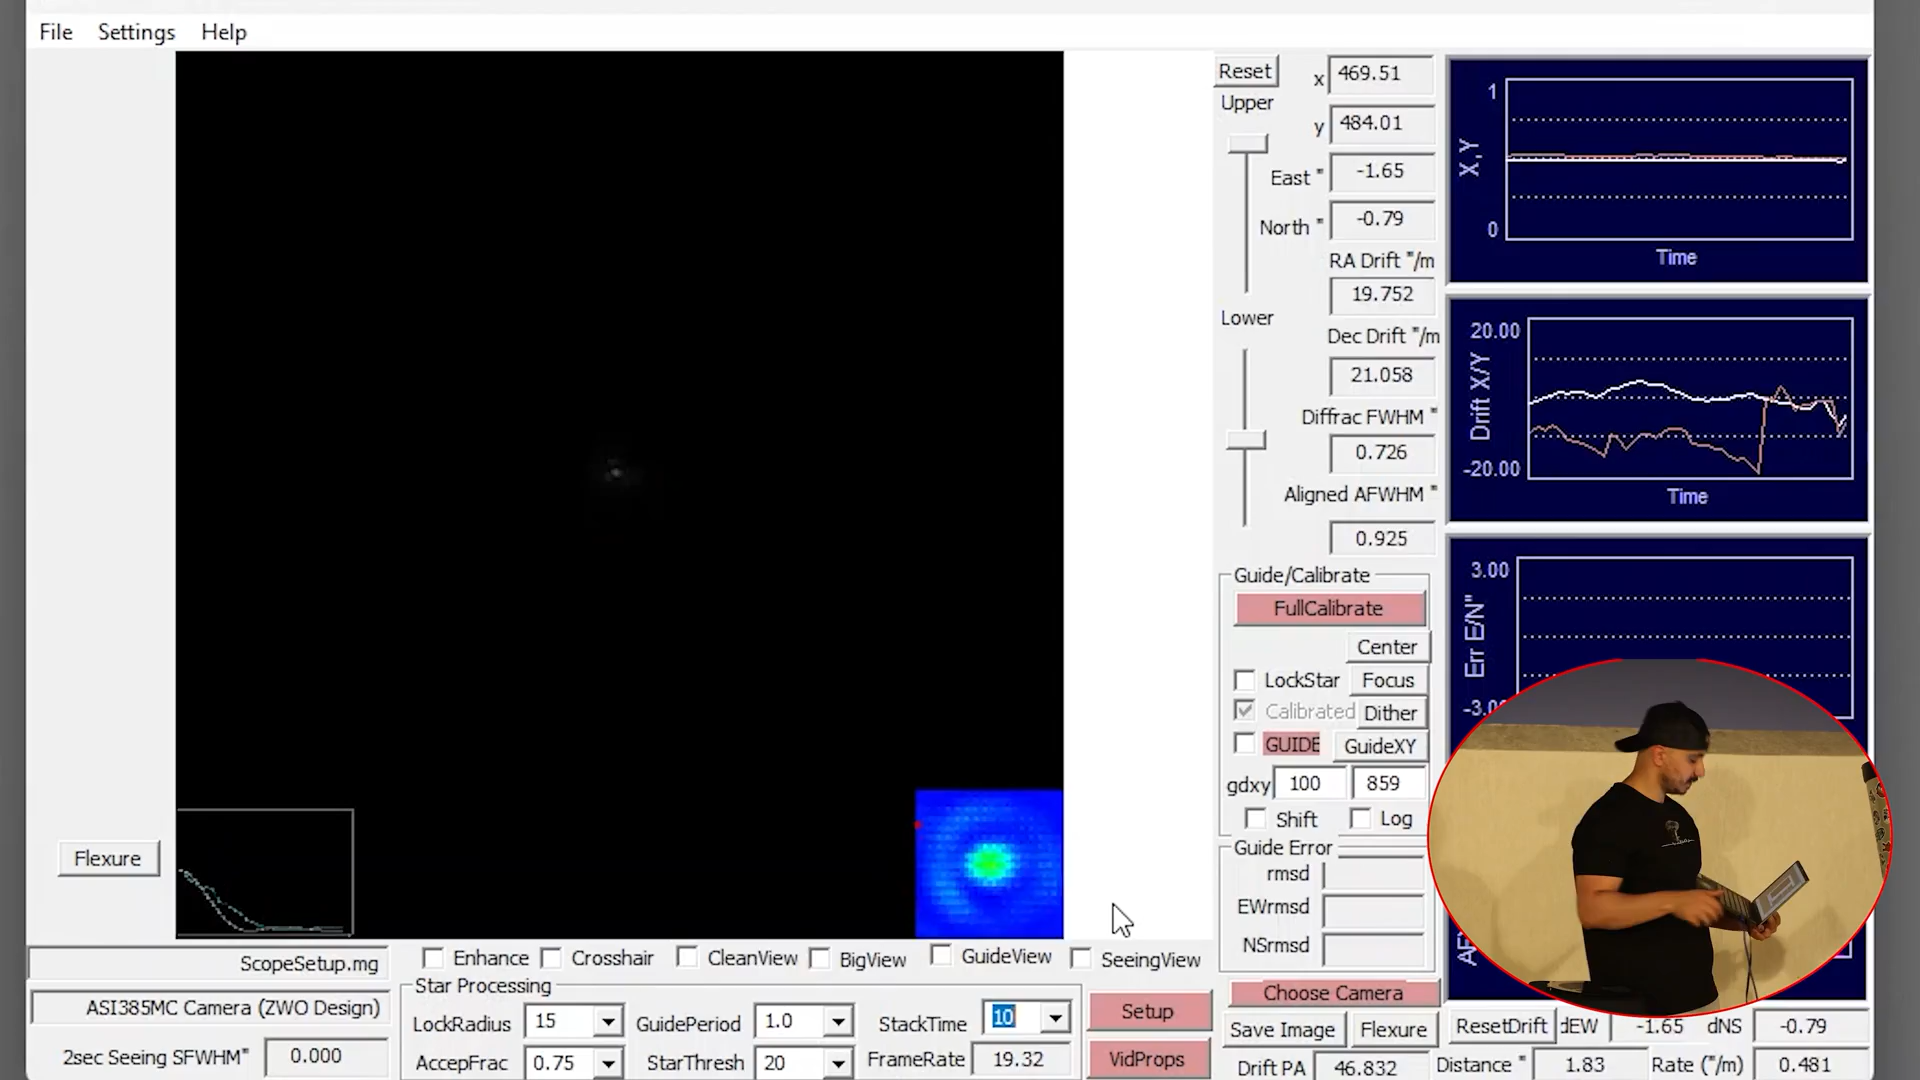 File Settings Help
Reset
Upper
x 469.51
y 484.01
East " -1.65
North " -0.79
RA Drift "/m
19.752
Lower
Dec Drift "/m
21.058
Diffrac FWHM "
0.726
Aligned AFWHM "
0.925
Guide/Calibrate
FullCalibrate
Center
LockStar Focus
Calibrated Dither
GUIDE GuideXY
gdxy 100 859
Shift Log
Guide Error
rmsd
EWrmsd
NSrmsd
Choose Camera
Save Image Flexure
Drift PA 46.832
1
X,Y
0
Time
20.00
Drift X/Y
-20.00
Time
3.00
Err E/N"
Flexure
ScopeSetup.mg
ASI385MC Camera (ZWO Design)
2sec Seeing SFWHM" 0.000
Enhance Crosshair CleanView BigView GuideView SeeingView
Star Processing
LockRadius 15 GuidePeriod 1.0 StackTime 10
AccepFrac 0.75 StarThresh 20 FrameRate 19.32
Setup
VidProps
ResetDrift dEW -1.65 dNS -0.79
Distance " 1.83 Rate ("/m) 0.481